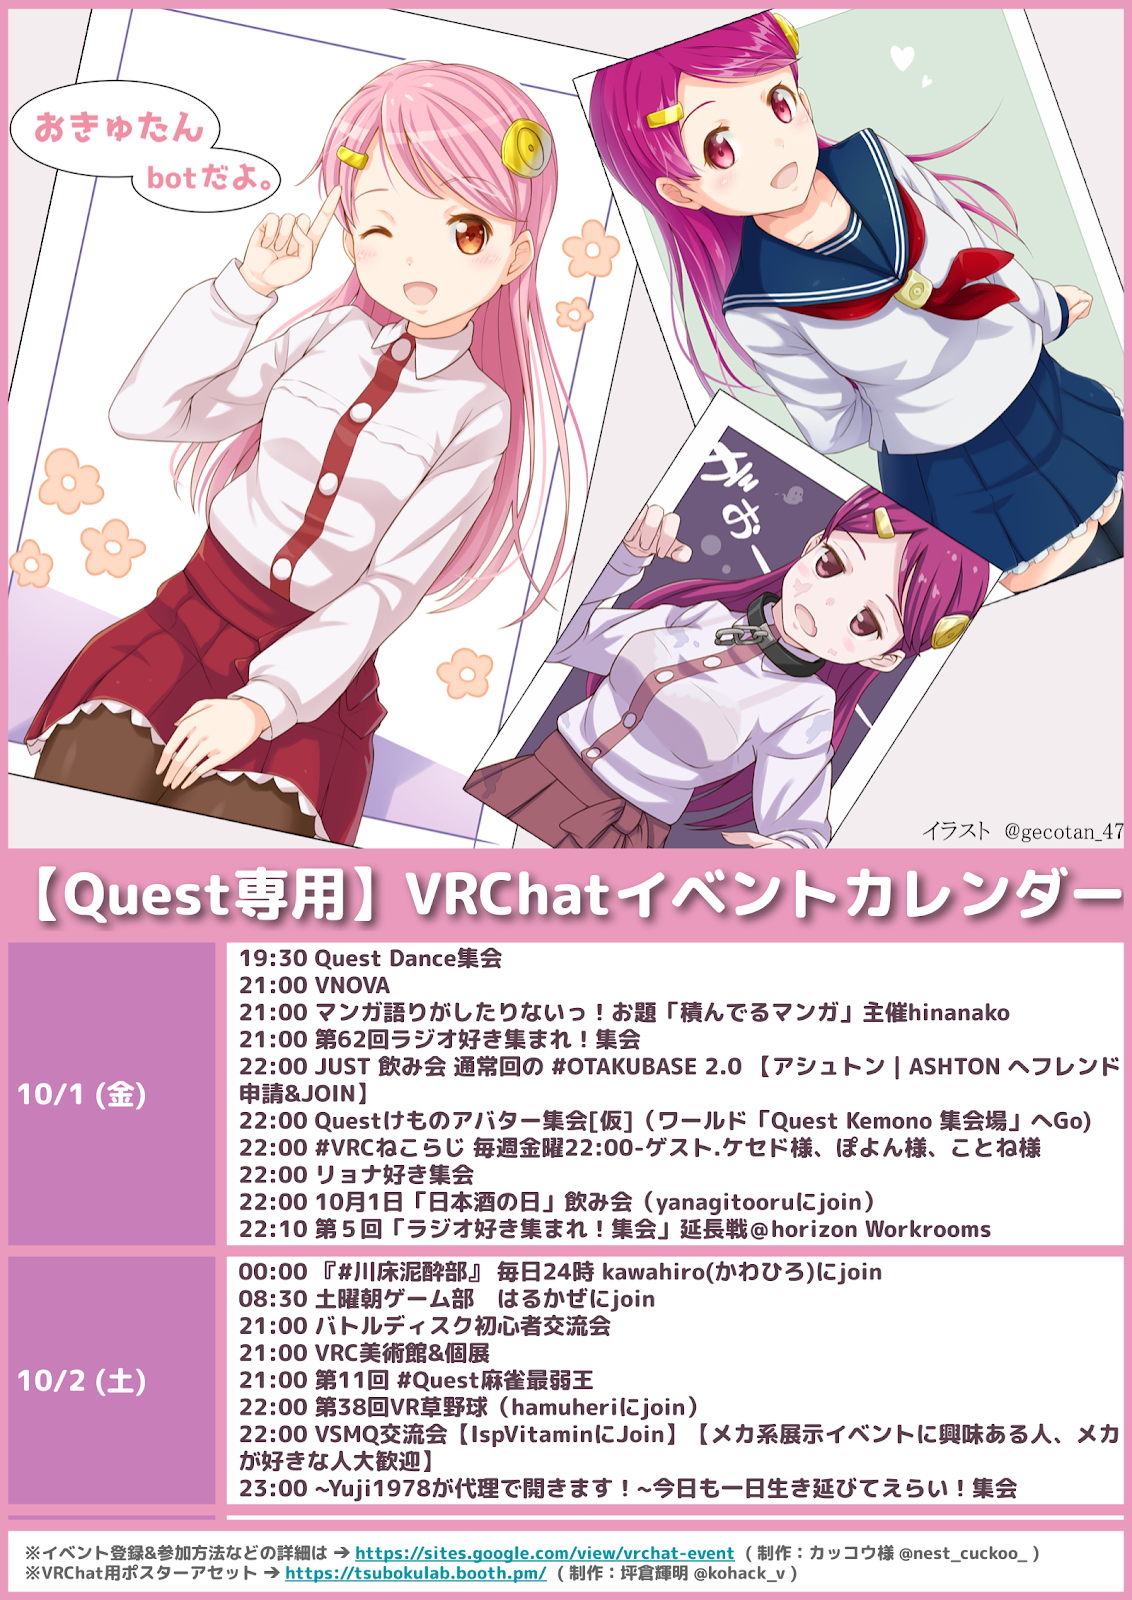 おきゅたん
botだよ。
がおー
イラスト @gecotan_47
【Quest専用】VRChatイベントカレンダー
10/1 (金)
19:30 Quest Dance集会
21:00 VNOVA
21:00 マンガ語りがしたりないっ！お題「積んでるマンガ」主催hinanako
21:00 第62回ラジオ好き集まれ！集会
22:00 JUST 飲み会 通常回の #OTAKUBASE 2.0 【アシュトン | ASHTON へフレンド
申請&JOIN】
22:00 Questけものアバター集会[仮]（ワールド「Quest Kemono 集会場」へGo)
22:00 #VRCねこらじ 毎週金曜22:00-ゲスト.ケセド様、ぽよん様、ことね様
22:00 リョナ好き集会
22:00 10月1日「日本酒の日」飲み会（yanagitooruにjoin）
22:10 第５回「ラジオ好き集まれ！集会」延長戦@horizon Workrooms
10/2 (土)
00:00 『#川床泥酔部』 毎日24時 kawahiro(かわひろ)にjoin
08:30 土曜朝ゲーム部　はるかぜにjoin
21:00 バトルディスク初心者交流会
21:00 VRC美術館&個展
21:00 第11回 #Quest麻雀最弱王
22:00 第38回VR草野球（hamuheriにjoin）
22:00 VSMQ交流会【IspVitaminにJoin】【メカ系展示イベントに興味ある人、メカ
が好きな人大歓迎】
23:00 ~Yuji1978が代理で開きます！~今日も一日生き延びてえらい！集会
※イベント登録&参加方法などの詳細は → https://sites.google.com/view/vrchat-event ( 制作：カッコウ様 @nest_cuckoo_ )
※VRChat用ポスターアセット → https://tsubokulab.booth.pm/ ( 制作：坪倉輝明 @kohack_v )